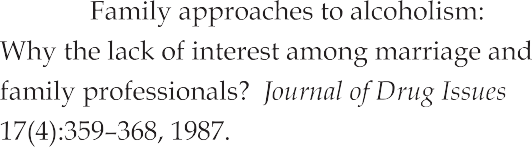 Family approaches to alcoholism:
Why the lack of interest among marriage and
family professionals? Journal of Drug Issues
17(4):359–368, 1987.